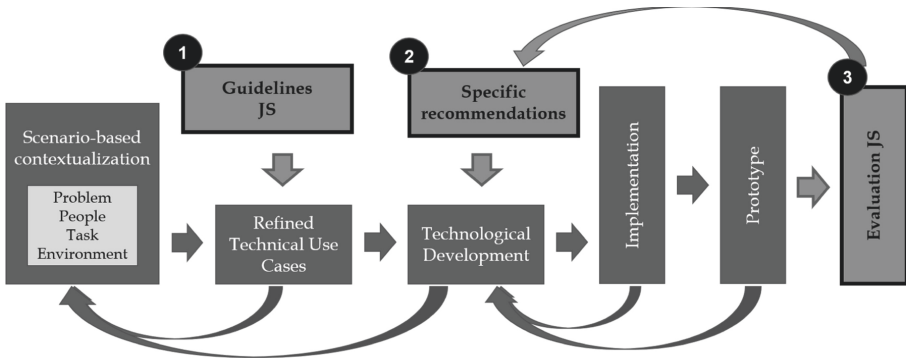 1
Guidelines
JS
2
Specific
recommendations
3
Evaluation JS
Scenario-based
contextualization
Problem
People
Task
Environment
Refined
Technical Use
Cases
Technological
Development
Implementation
Prototype